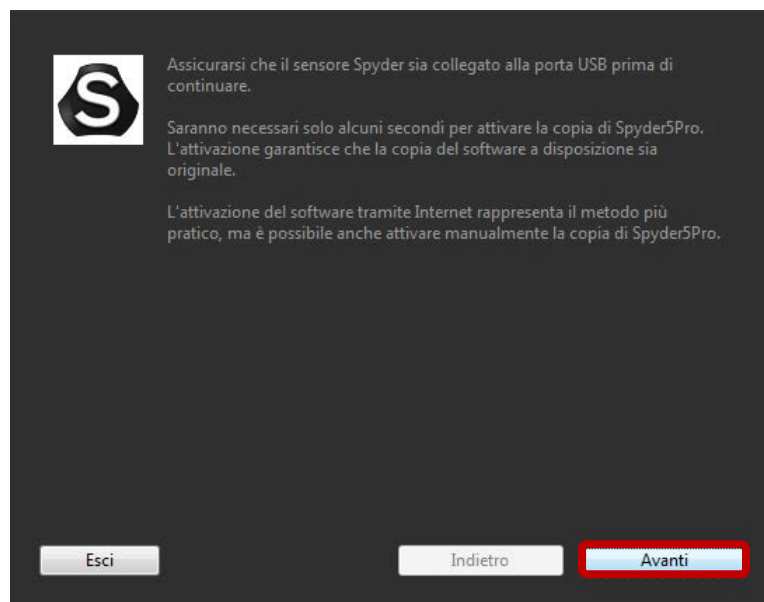 S
Assicurarsi che il sensore Spyder sia collegato alla porta USB prima di
continuare.
Saranno necessari solo alcuni secondi per attivare la copia di Spyder5Pro.
L'attivazione garantisce che la copia del software a disposizione sia
originale.
L'attivazione del software tramite Internet rappresenta il metodo più
pratico, ma è possibile anche attivare manualmente la copia di Spyder5Pro.
Esci
Indietro
Avanti